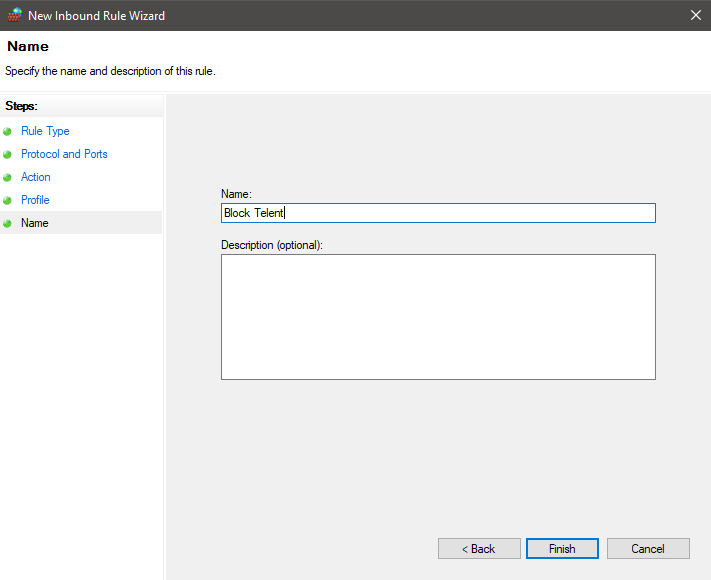 New Inbound Rule Wizard
Name
Specify the name and description of this rule.
Steps:
Rule Type
Protocol and Ports
Action
Profile
Name
Name:
Block Telent
Description (optional):
< Back
Finish
Cancel